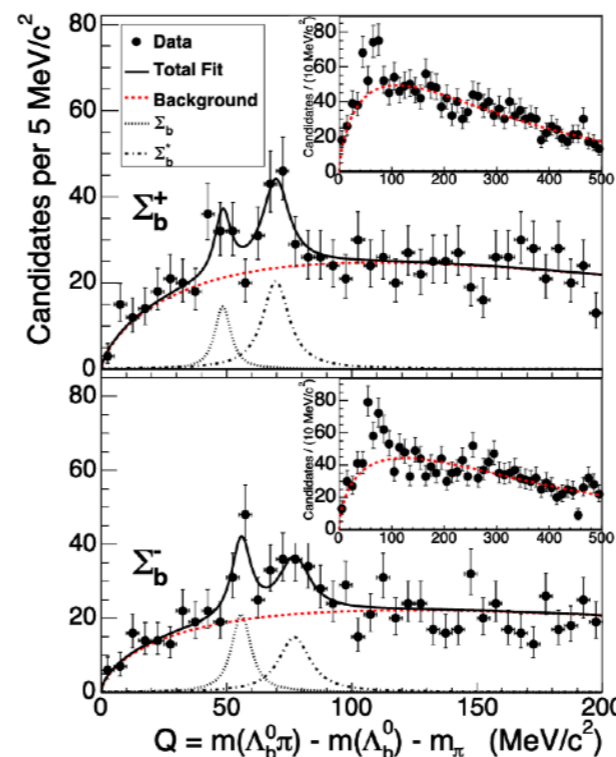 Candidates per 5 MeV/c²
80
60
40
20
0
Data
Total Fit
Background
Σb
Σb*
Σb⁺
Candidates / (10 MeV/c²)
80
60
40
20
0
0 100 200 300 400 500
80
60
40
20
0
Σb⁻
Candidates / (10 MeV/c²)
80
60
40
20
0
0 100 200 300 400 500
0 50 100 150 200
Q = m(Λb⁰π) - m(Λb⁰) - mπ (MeV/c²)